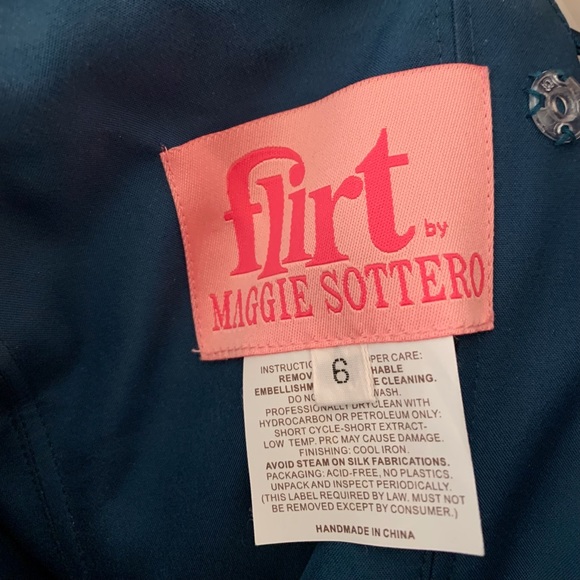 flirt by
MAGGIE SOTTERO
6
INSTRUCTIO PER CARE:
REMOV HABLE
EMBELLISHM E CLEANING.
DO NO WASH.
PROFESSIONALLY DRYCLEAN WITH
HYDROCARBON OR PETROLEUM ONLY:
SHORT CYCLE-SHORT EXTRACT-
LOW TEMP. PRC MAY CAUSE DAMAGE.
FINISHING: COOL IRON.
AVOID STEAM ON SILK FABRICATIONS.
PACKAGING: ACID-FREE, NO PLASTICS.
UNPACK AND INSPECT PERIODICALLY.
(THIS LABEL REQUIRED BY LAW. MUST NOT
BE REMOVED EXCEPT BY CONSUMER.)
HANDMADE IN CHINA